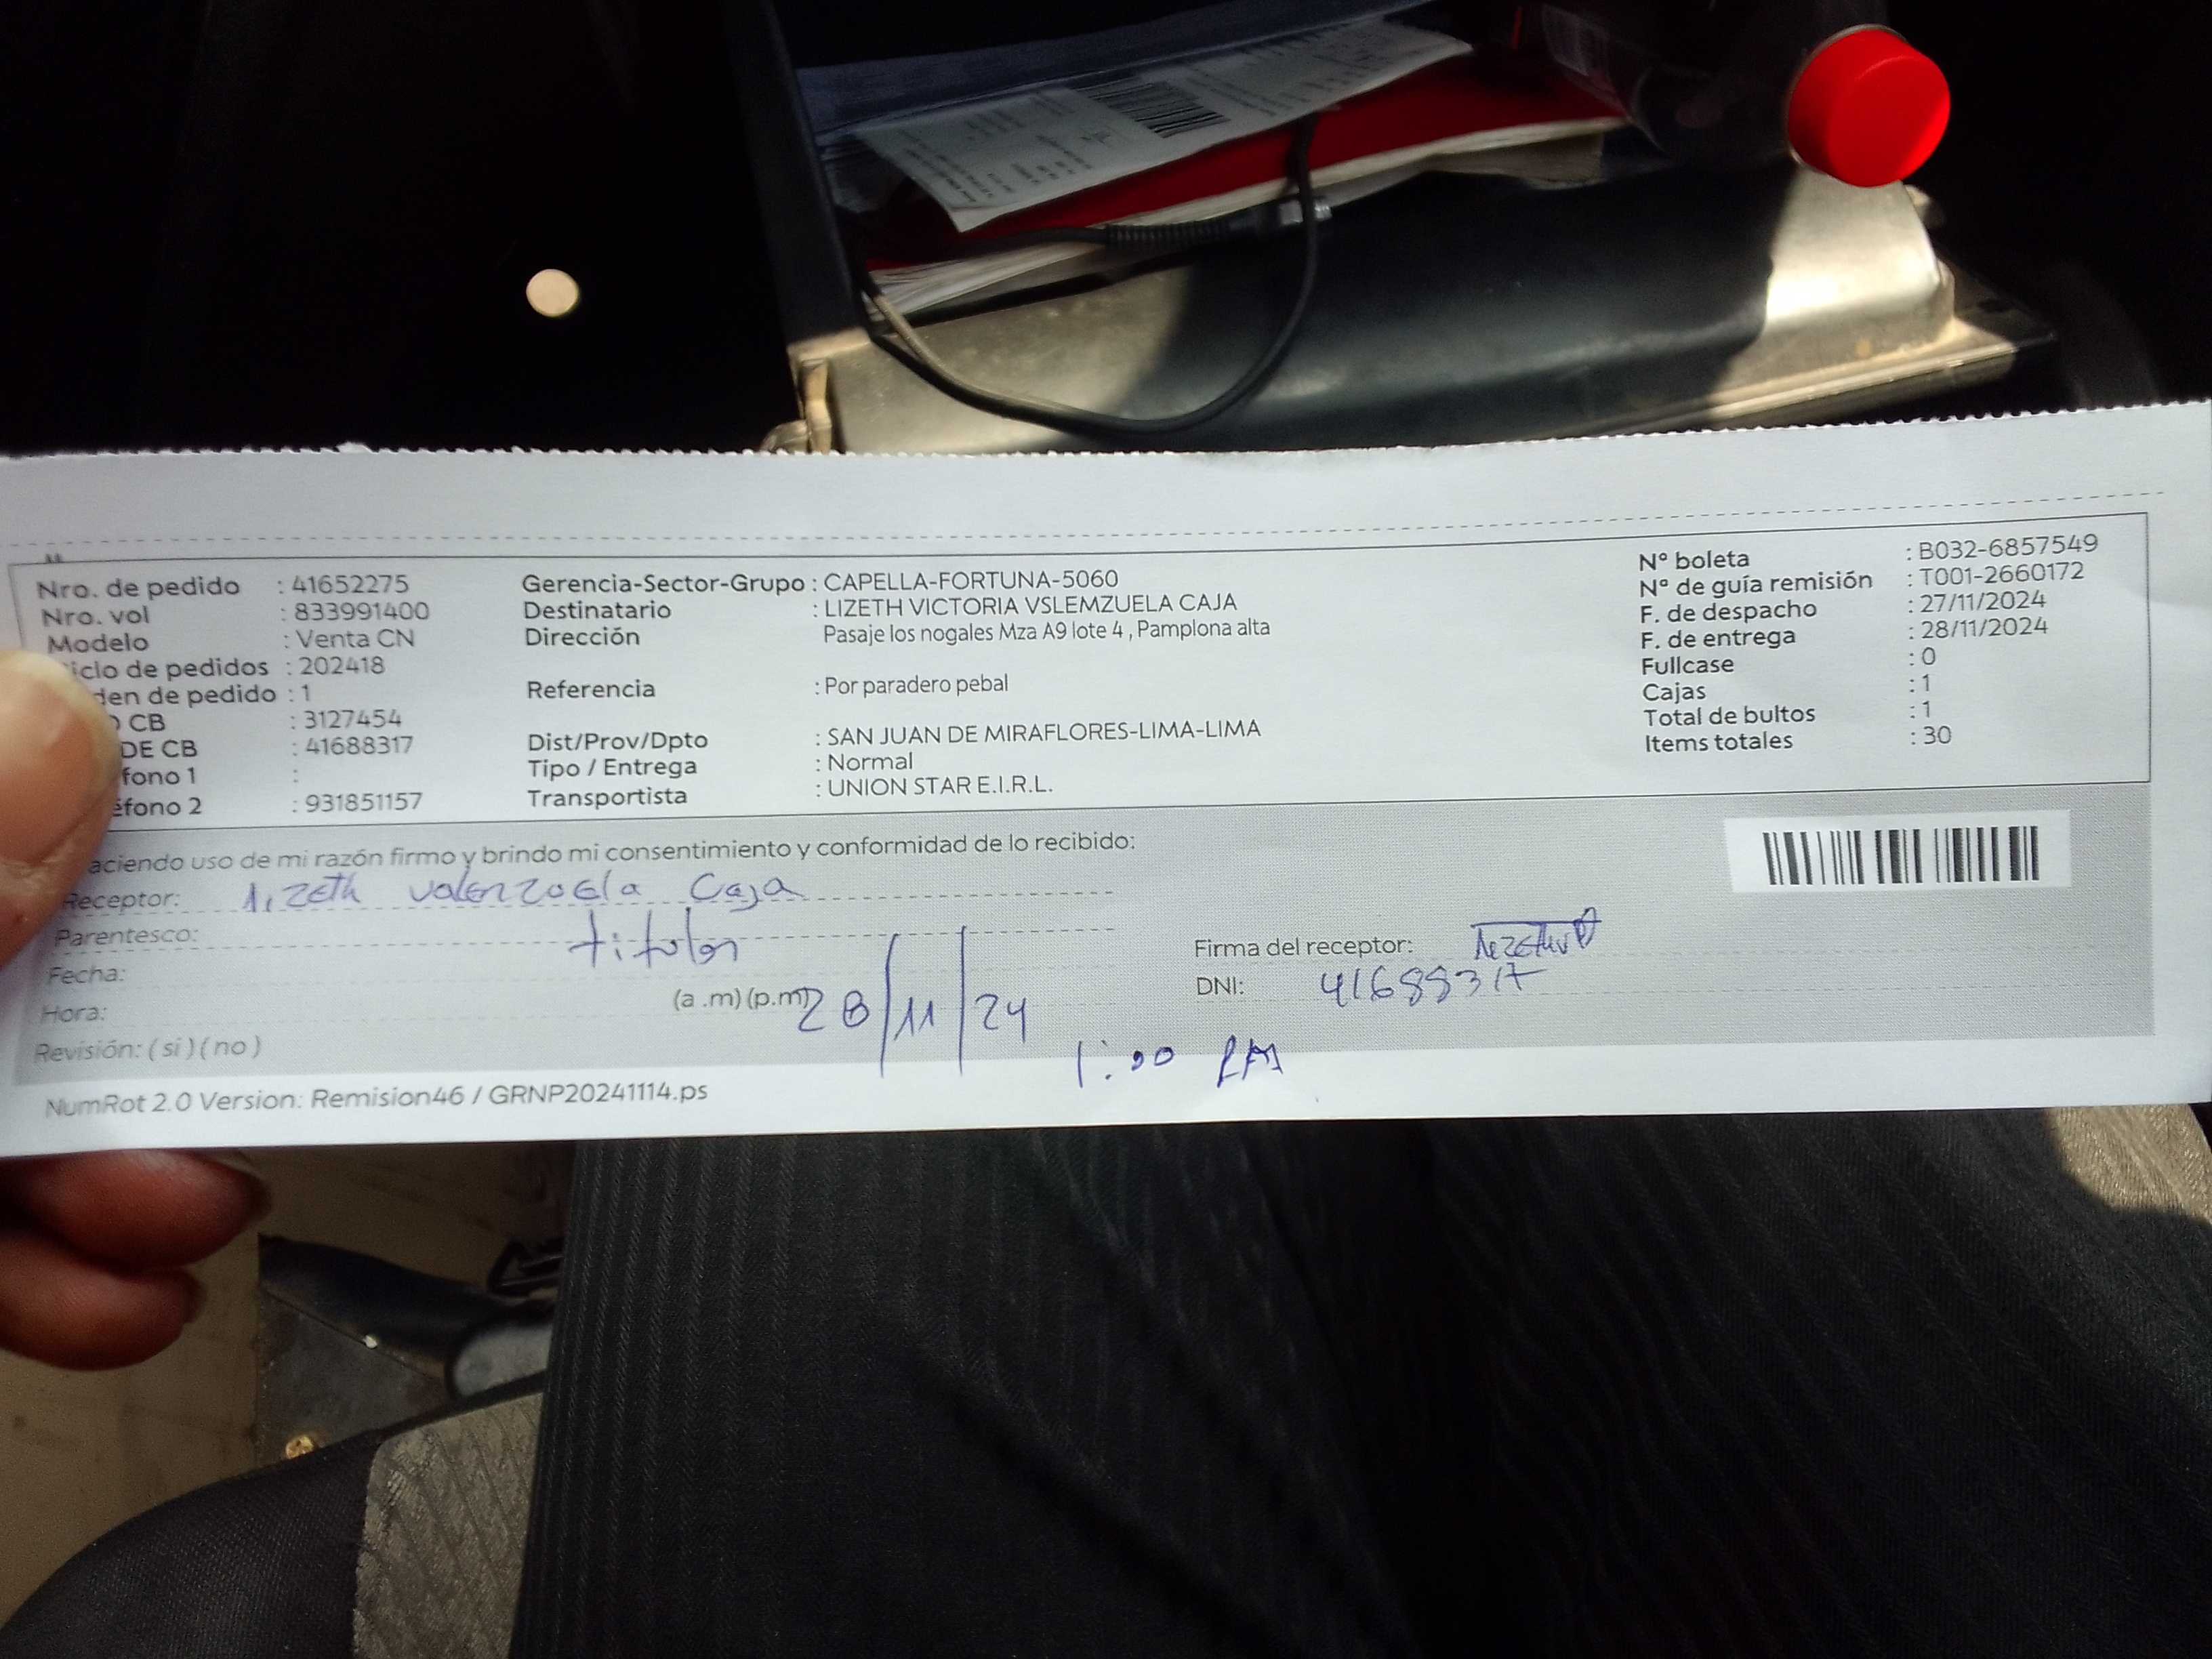 Nro. de pedido : 41652275
Nro. vol : 833991400
Modelo : Venta CN
iclo de pedidos : 202418
den de pedido : 1
CB : 3127454
DE CB : 41688317
fono 1 :
éfono 2 : 931851157
Gerencia-Sector-Grupo : CAPELLA-FORTUNA-5060
Destinatario : LIZETH VICTORIA VSLEMZUELA CAJA
Dirección Pasaje los nogales Mza A9 lote 4 , Pamplona alta
Referencia : Por paradero pebal
Dist/Prov/Dpto : SAN JUAN DE MIRAFLORES-LIMA-LIMA
Tipo / Entrega : Normal
Transportista : UNION STAR E.I.R.L.
N° boleta : B032-6857549
N° de guía remisión : T001-2660172
F. de despacho : 27/11/2024
F. de entrega : 28/11/2024
Fullcase : 0
Cajas : 1
Total de bultos : 1
Items totales : 30
aciendo uso de mi razón firmo y brindo mi consentimiento y conformidad de lo recibido:
Receptor: Lizeth Valenzuela Caja
Parentesco: titular
Fecha: 28/11/24
Hora: (a .m) (p.m) 1:00 PM
Revisión: ( si ) ( no )
Firma del receptor:
DNI: 41688317
NumRot 2.0 Version: Remision46 / GRNP20241114.ps